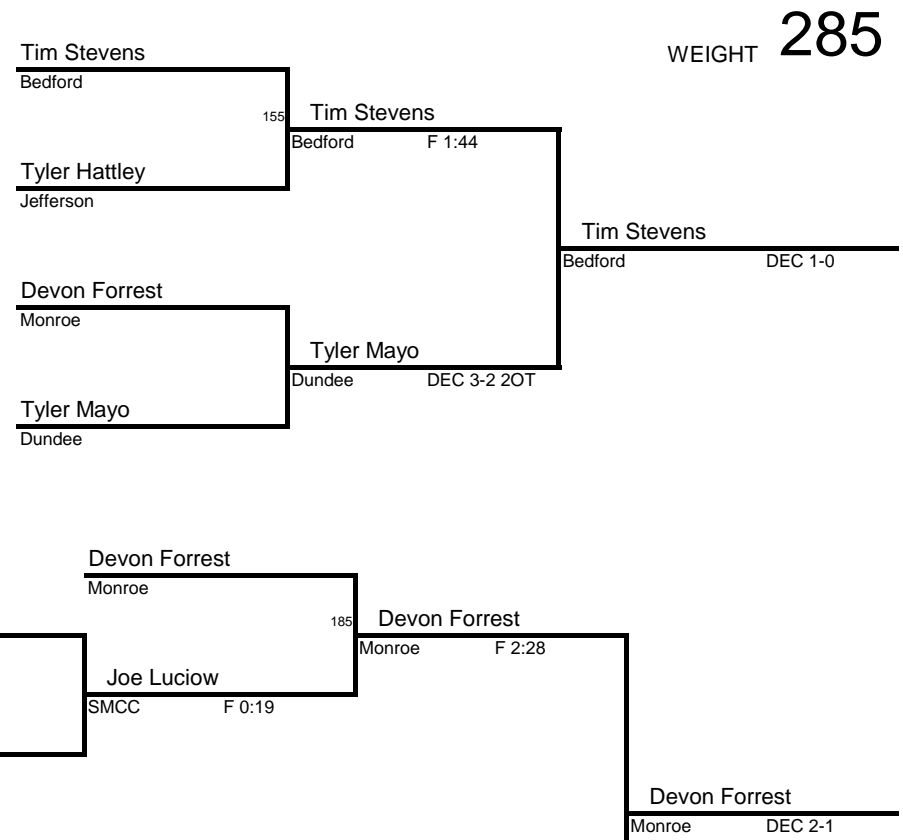 WEIGHT 285
Tim Stevens
Bedford
155 Tim Stevens
Bedford F 1:44
Tyler Hattley
Jefferson
Tim Stevens
Bedford DEC 1-0
Devon Forrest
Monroe
Tyler Mayo
Dundee DEC 3-2 2OT
Tyler Mayo
Dundee
Devon Forrest
Monroe
185 Devon Forrest
Monroe F 2:28
Joe Luciow
SMCC F 0:19
Devon Forrest
Monroe DEC 2-1